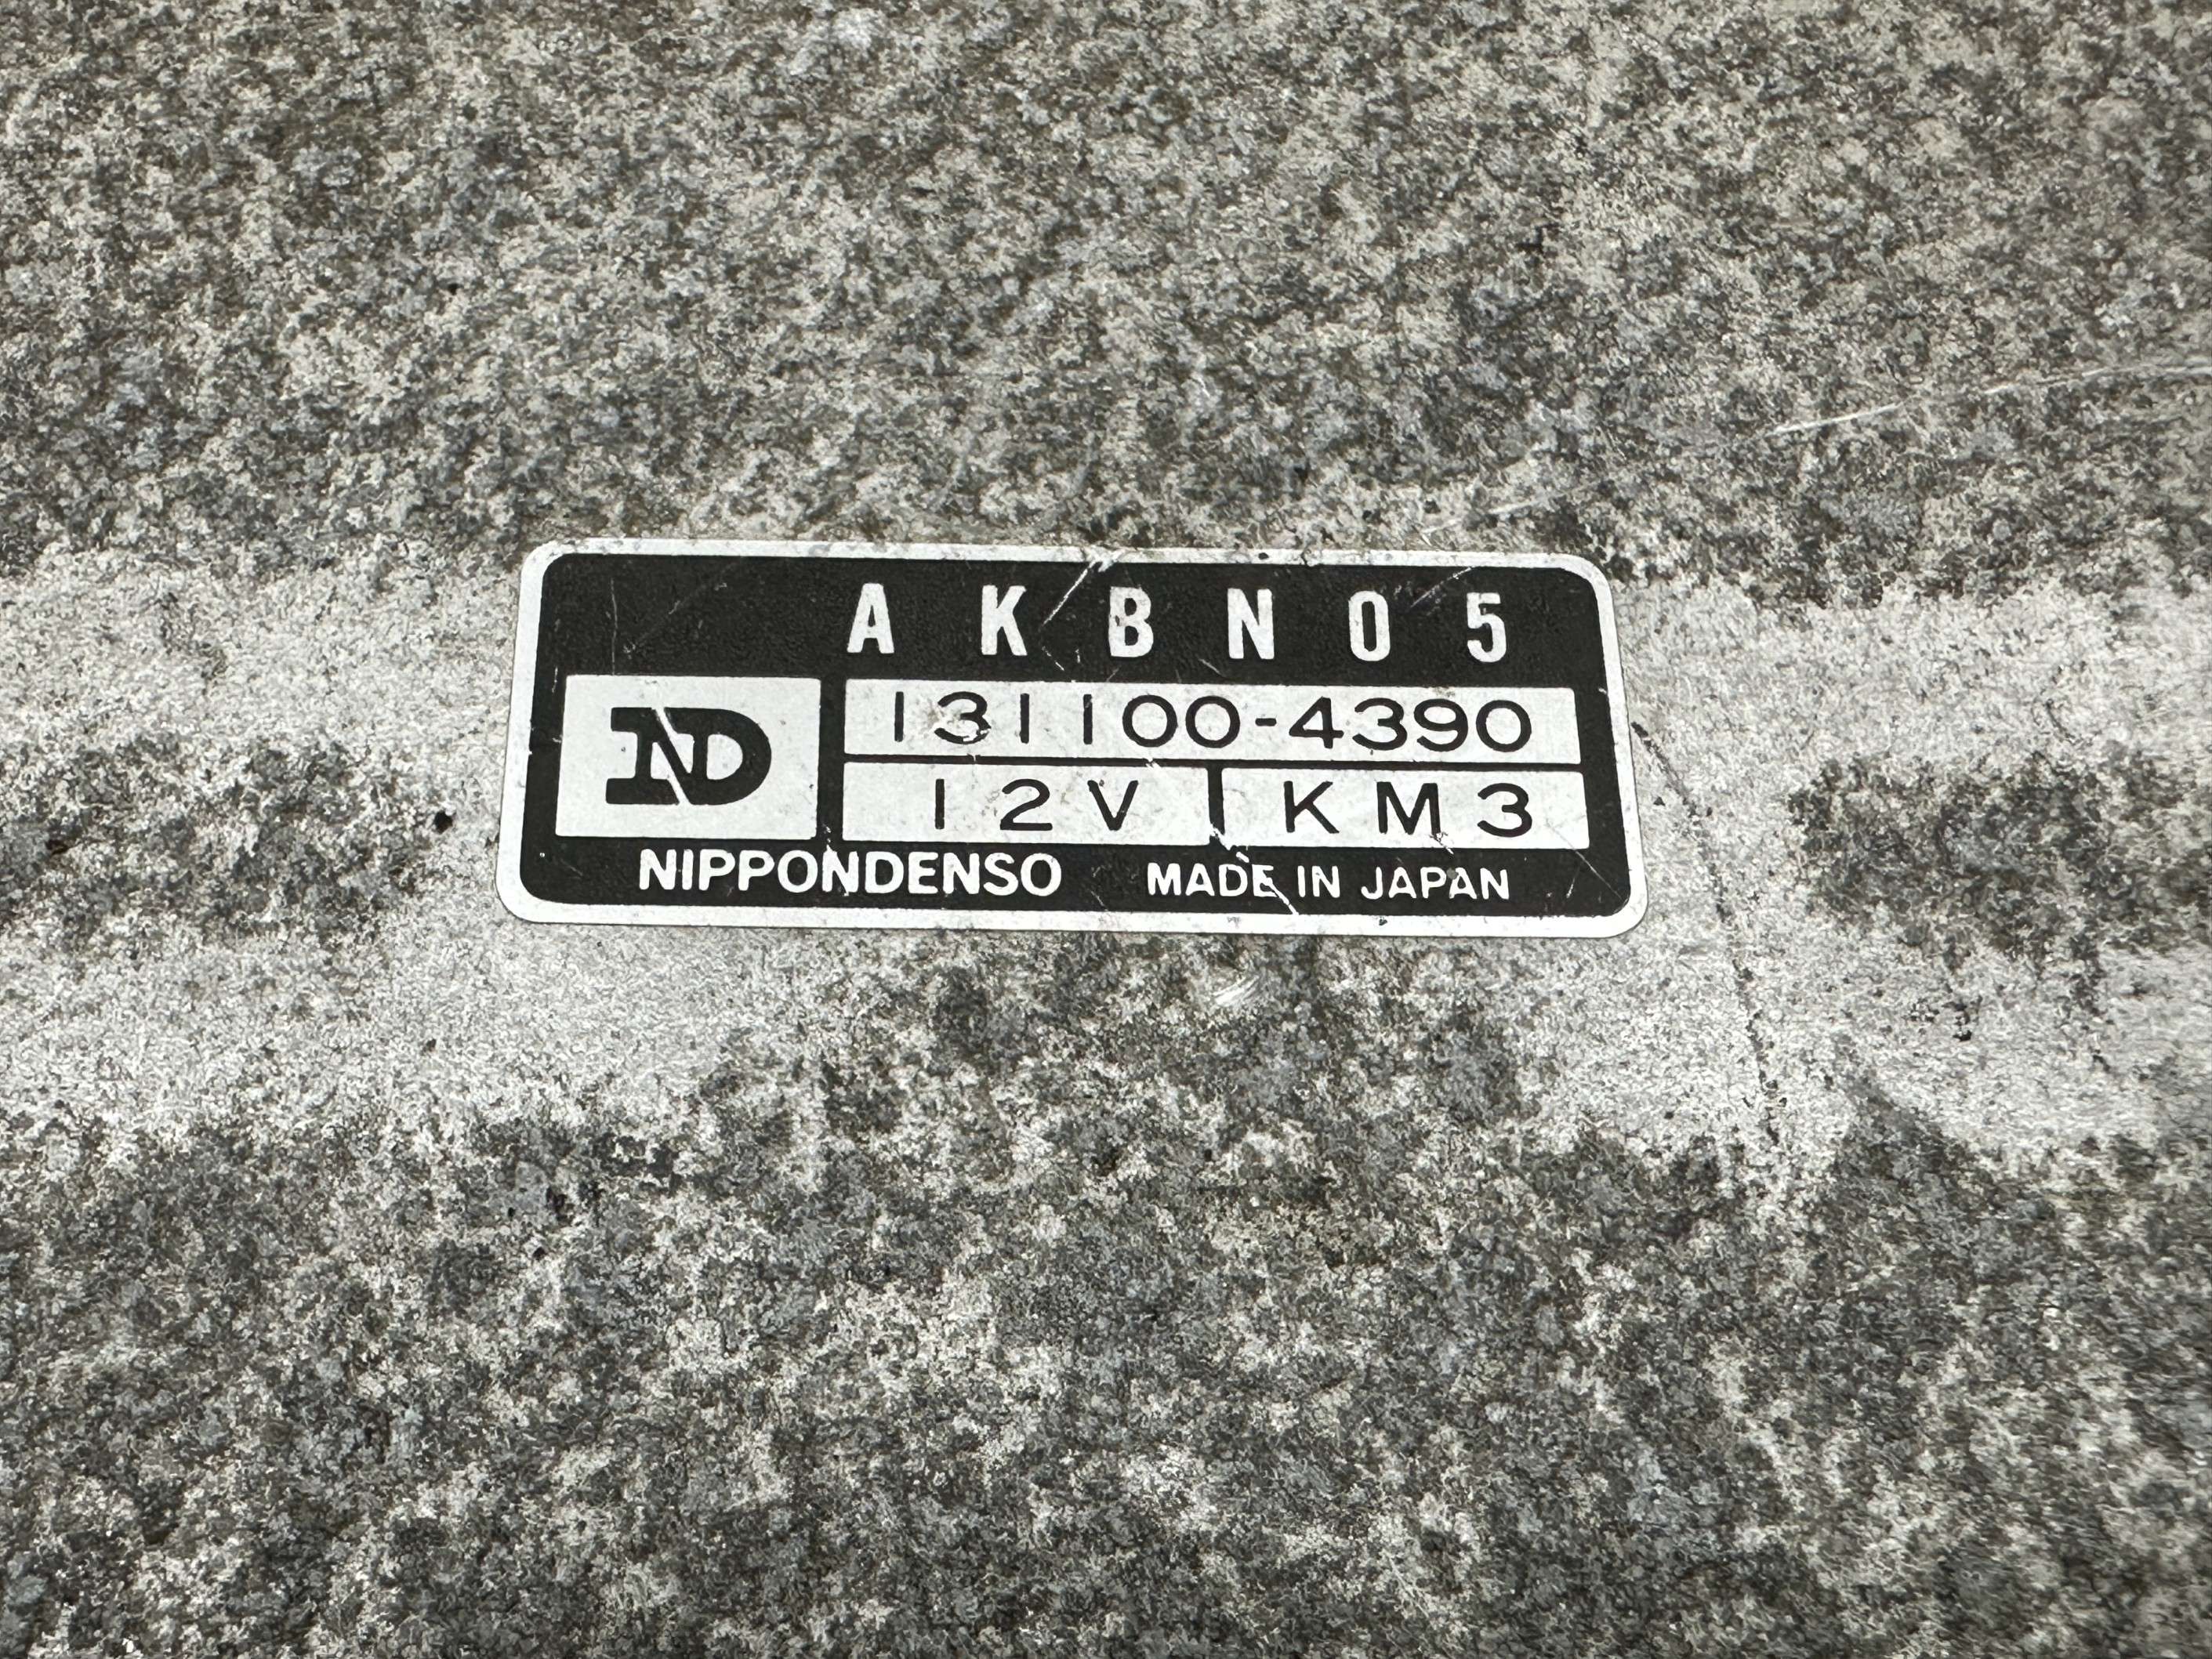 AKBN05
131100-4390
ND 12V KM3
NIPPONDENSO MADE IN JAPAN